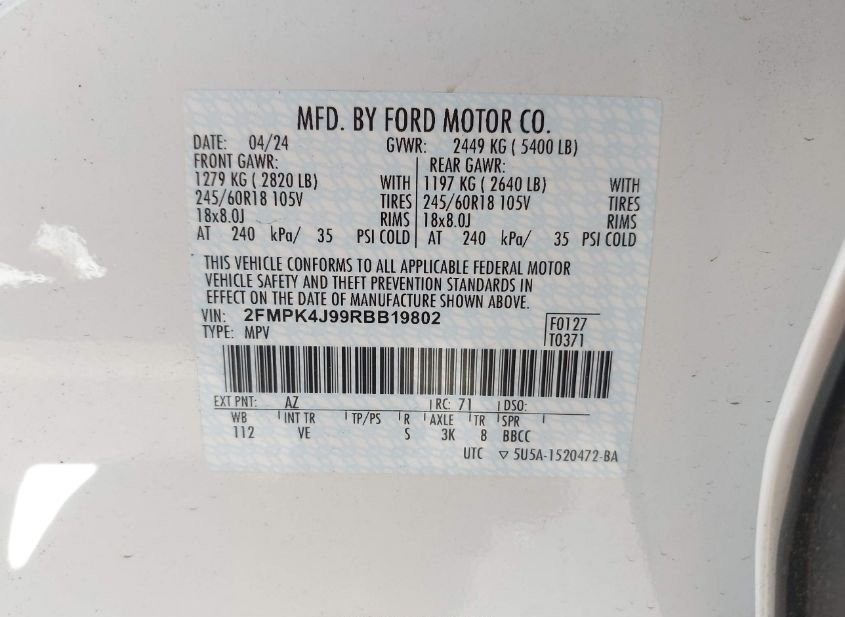 MFD. BY FORD MOTOR CO.
DATE: 04/24 GVWR: 2449 KG ( 5400 LB)
FRONT GAWR: REAR GAWR:
1279 KG ( 2820 LB) WITH 1197 KG ( 2640 LB) WITH
245/60R18 105V TIRES 245/60R18 105V TIRES
18x8.0J RIMS 18x8.0J RIMS
AT 240 kPa/ 35 PSI COLD AT 240 kPa/ 35 PSI COLD
THIS VEHICLE CONFORMS TO ALL APPLICABLE FEDERAL MOTOR
VEHICLE SAFETY AND THEFT PREVENTION STANDARDS IN
EFFECT ON THE DATE OF MANUFACTURE SHOWN ABOVE.
VIN: 2FMPK4J99RBB19802 F0127
TYPE: MPV T0371
EXT PNT: AZ RC: 71 DSO:
WB INT TR TP/PS R AXLE TR SPR
112 VE S 3K 8 BBCC
UTC ▽ 5U5A-1520472-BA